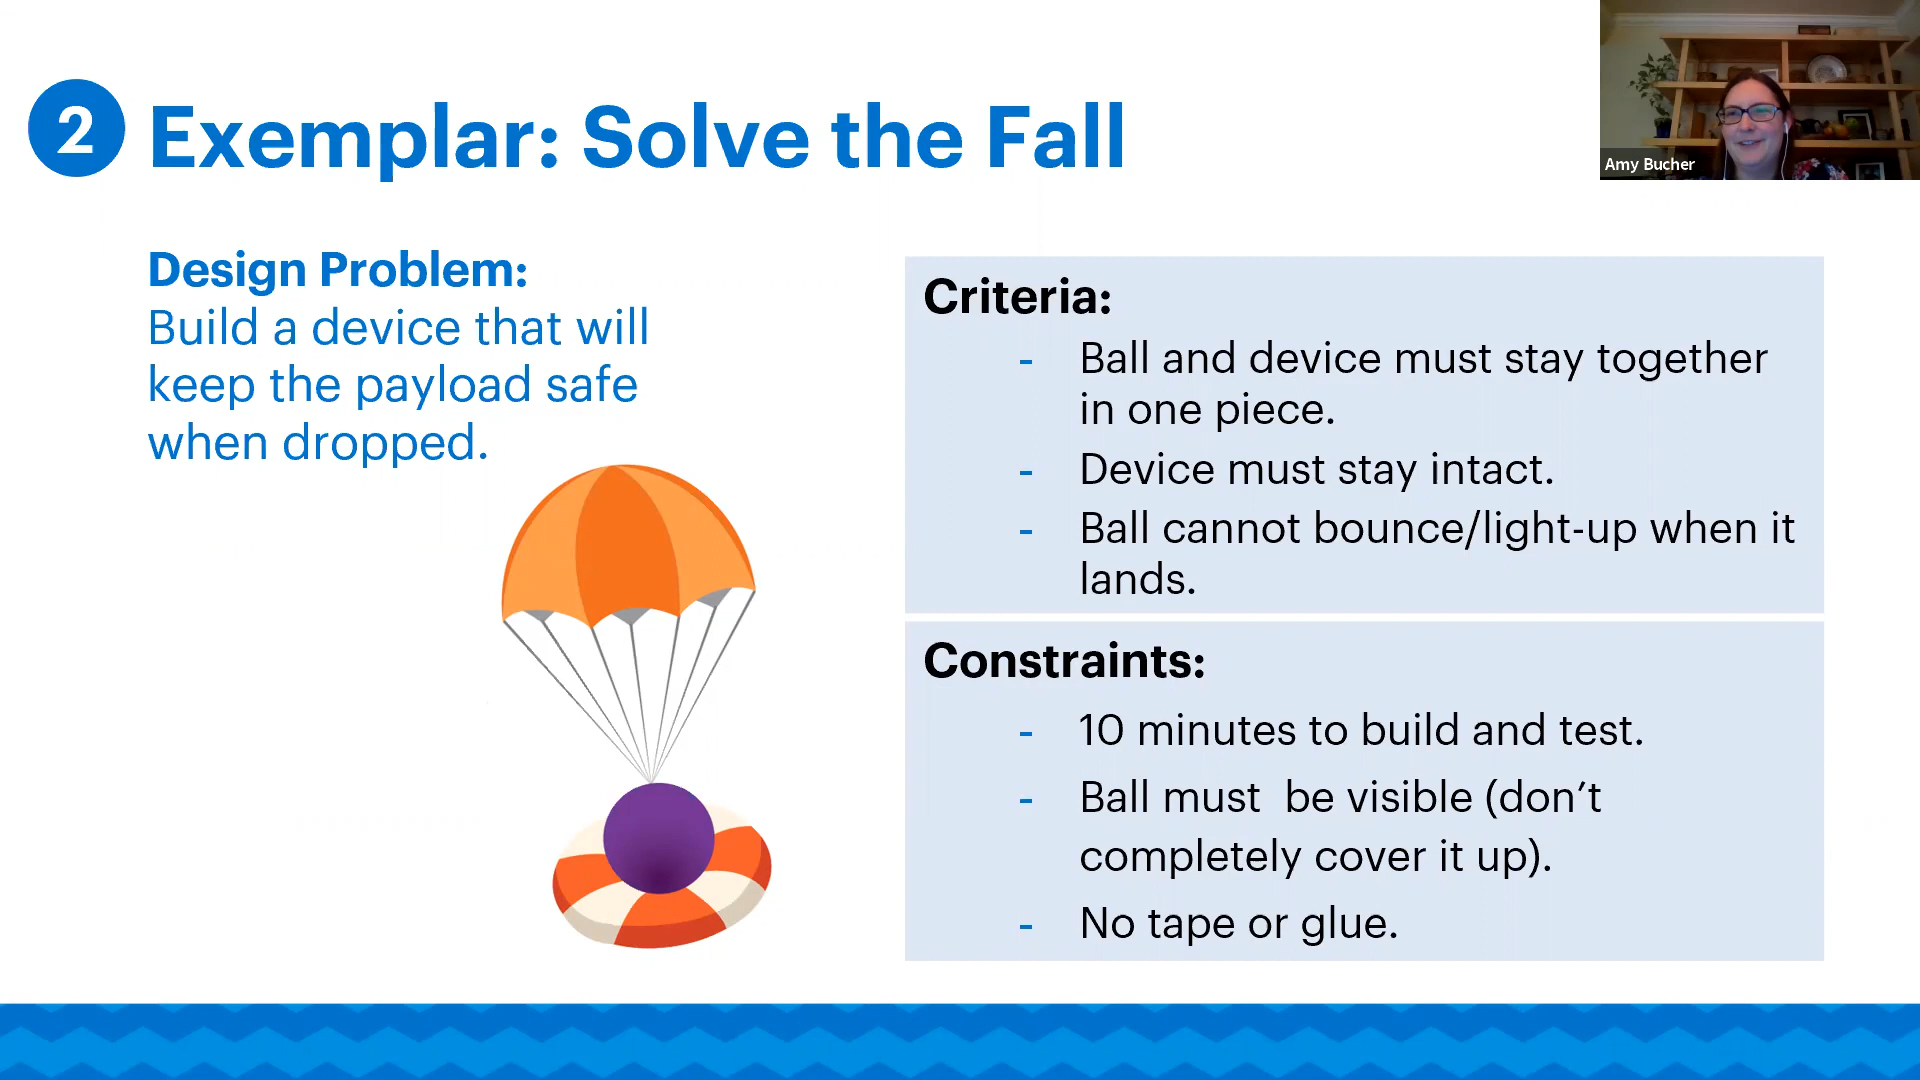 2 Exemplar: Solve the Fall
Amy Bucher
Design Problem:
Build a device that will
keep the payload safe
when dropped.
Criteria:
- Ball and device must stay together
in one piece.
- Device must stay intact.
- Ball cannot bounce/light-up when it
lands.
Constraints:
- 10 minutes to build and test.
- Ball must  be visible (don’t
completely cover it up).
- No tape or glue.